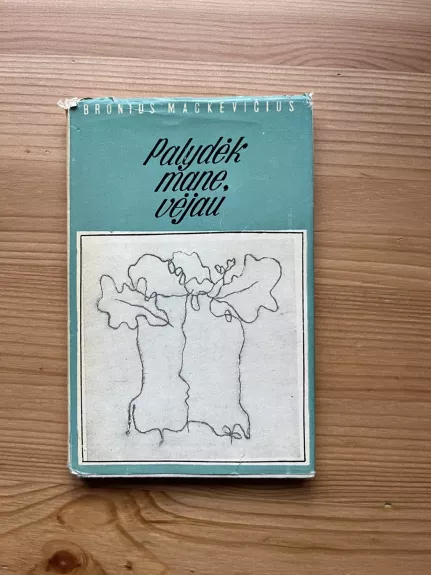 BRONIUS MACKEVIČIUS
Palydėk
mane,
vėjau